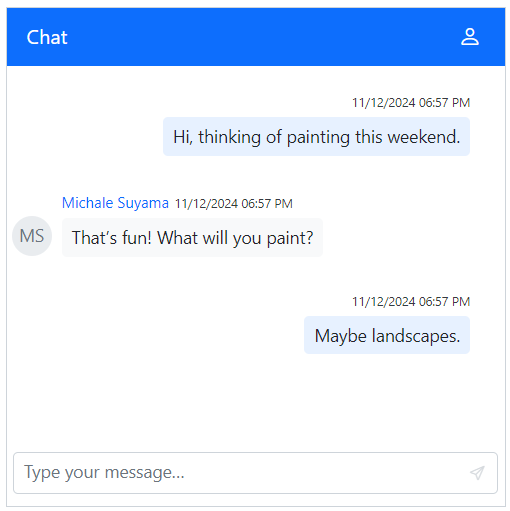 Chat
11/12/2024 06:57 PM
Hi, thinking of painting this weekend.
Michale Suyama 11/12/2024 06:57 PM
MS
That's fun! What will you paint?
11/12/2024 06:57 PM
Maybe landscapes.
Type your message...